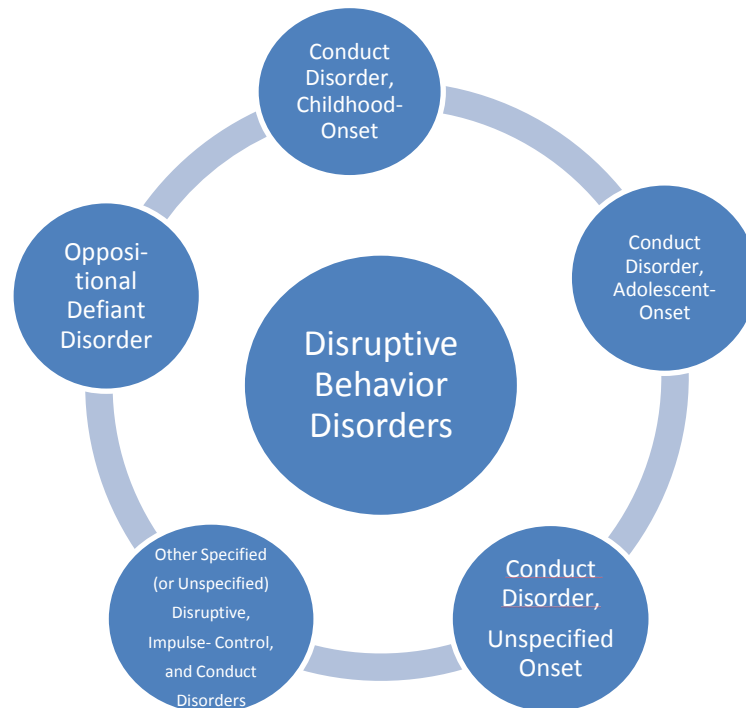 Conduct
Disorder,
Childhood-
Onset
Conduct
Disorder,
Adolescent-
Onset
Conduct
Disorder,
Unspecified
Onset
Other Specified
(or Unspecified)
Disruptive,
Impulse- Control,
and Conduct
Disorders
Opposi-
tional
Defiant
Disorder
Disruptive
Behavior
Disorders